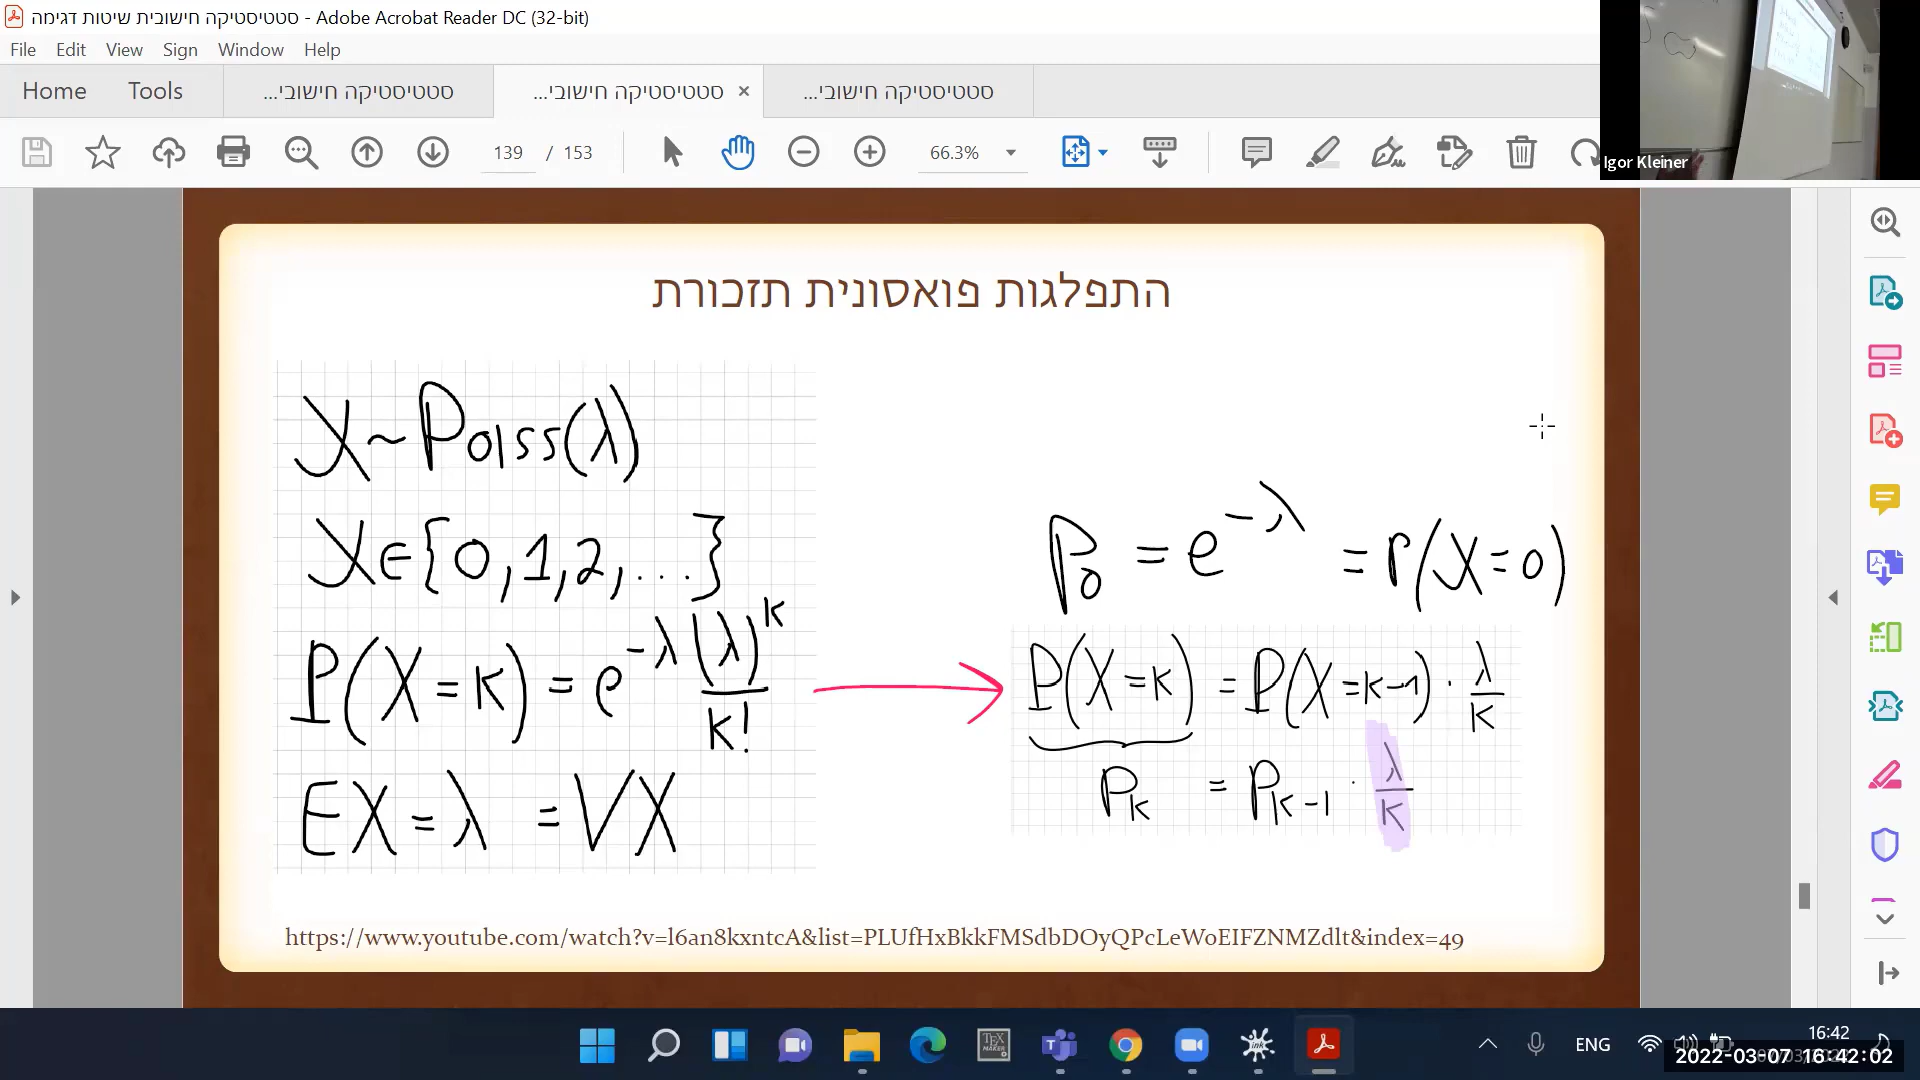 סטטיסטיקה חישובית שיטות דגימה - Adobe Acrobat Reader DC (32-bit)
File Edit View Sign Window Help
Home Tools סטטיסטיקה חישובי... סטטיסטיקה חישובי... × סטטיסטיקה חישובי...
139 / 153 66.3%
Igor Kleiner
התפלגות פואסונית תזכורת
X~Poiss(λ)
X∈{0,1,2,...}
P(X=K)=e^-λ (λ)^K/K!
EX=λ =VX
P0 = e^-λ = P(X=0)
P(X=K) = P(X=K-1) · λ/K
PK = PK-1 · λ/K
https://www.youtube.com/watch?v=l6an8kxntcA&list=PLUfHxBkkFMSdbDOyQPcLeWoEIFZNMZdlt&index=49
TEX MAKER
T
ink
ENG
16:42
2022-03-07 16:42:02